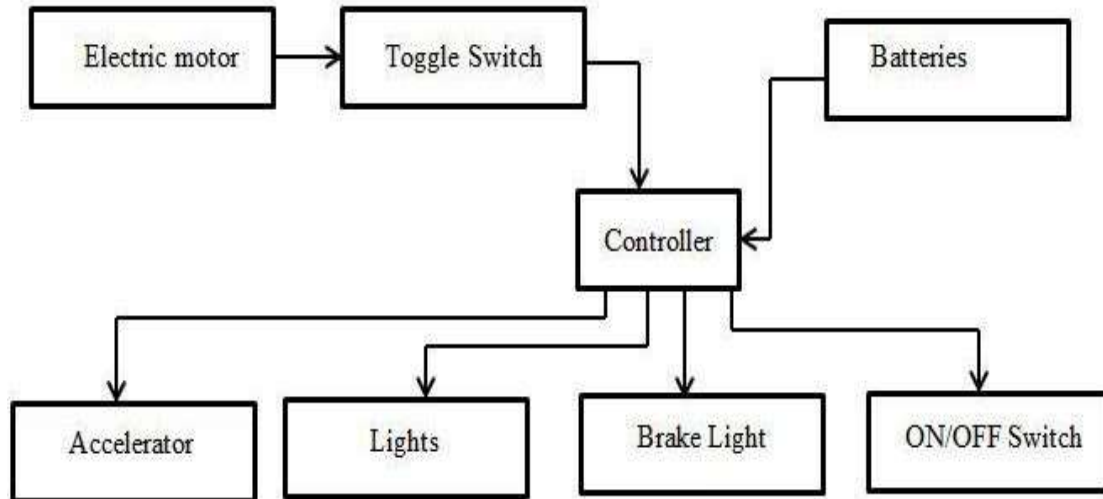 Electric motor
Toggle Switch
Batteries
Controller
Accelerator
Lights
Brake Light
ON/OFF Switch